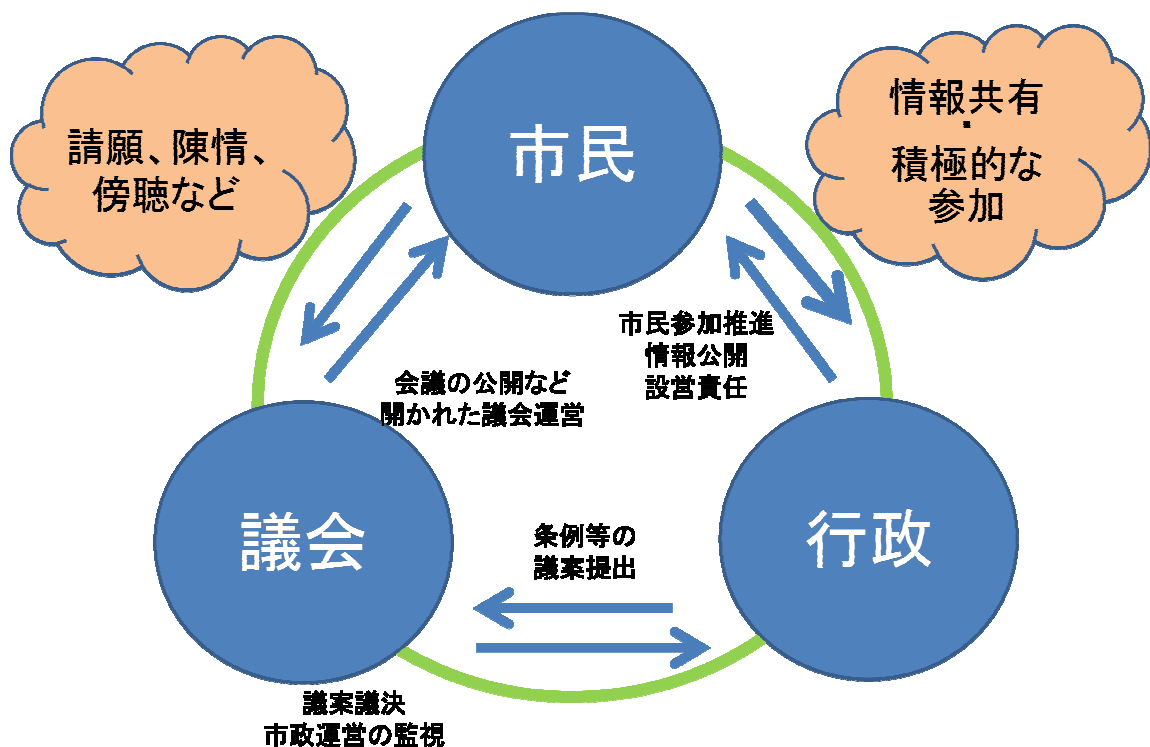 市民
請願、陳情、
傍聴など
情報共有
・
積極的な
参加
市民参加推進
情報公開
設営責任
会議の公開など
開かれた議会運営
議会
行政
条例等の
議案提出
議案議決
市政運営の監視